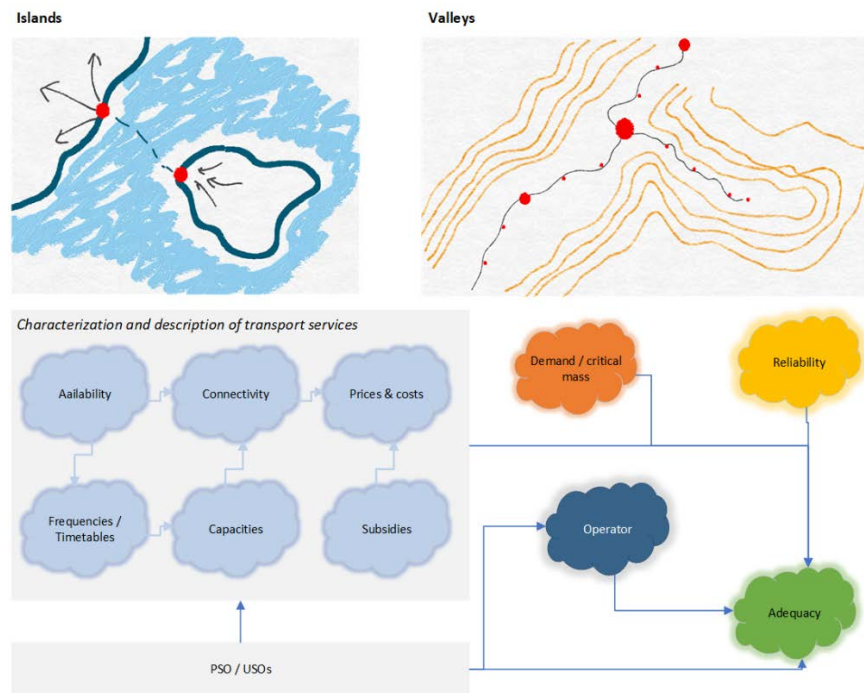 Islands
Valleys
Characterization and description of transport services
Aailability
Connectivity
Prices & costs
Frequencies /
Timetables
Capacities
Subsidies
Demand / critical
mass
Reliability
Operator
Adequacy
PSO / USOs